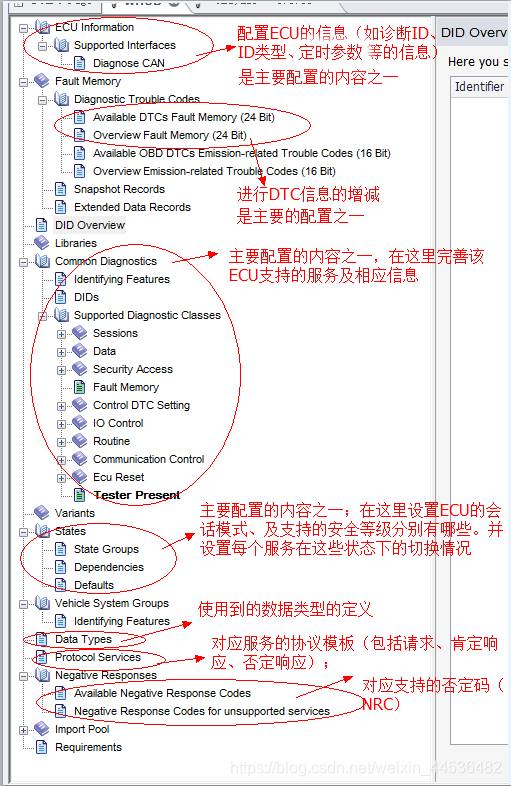 DID Overv
ECU Information
配置ECU的信息（如诊断ID、
Supported Interfaces
ID类型、定时参数 等的信息）
Diagnose CAN
是主要配置的内容之一
Here you s
Fault Memory
Identifier
Diagnostic Trouble Codes
Available DTCs Fault Memory (24 Bit)
Overview Fault Memory (24 Bit)
Available OBD DTCs Emission-related Trouble Codes (16 Bit)
Overview Emission-related Trouble Codes (16 Bit)
Snapshot Records
进行DTC信息的增减
Extended Data Records
是主要的配置之一
DID Overview
Libraries
Common Diagnostics
主要配置的内容之一，在这里完善该
Identifying Features
ECU支持的服务及相应信息
DIDs
Supported Diagnostic Classes
Sessions
Data
Security Access
Fault Memory
Control DTC Setting
IO Control
Routine
Communication Control
Ecu Reset
Tester Present
Variants
主要配置的内容之一；在这里设置ECU的会
States
话模式、及支持的安全等级分别有哪些。并
State Groups
设置每个服务在这些状态下的切换情况
Dependencies
Defaults
Vehicle System Groups
使用到的数据类型的定义
Identifying Features
Data Types
对应服务的协议模板（包括请求、肯定响
Protocol Services
应、否定响应）；
Negative Responses
Available Negative Response Codes
对应支持的否定码（
Negative Response Codes for unsupported services
NRC）
Import Pool
Requirements
https://blog.csdn.net/weixin_44536482